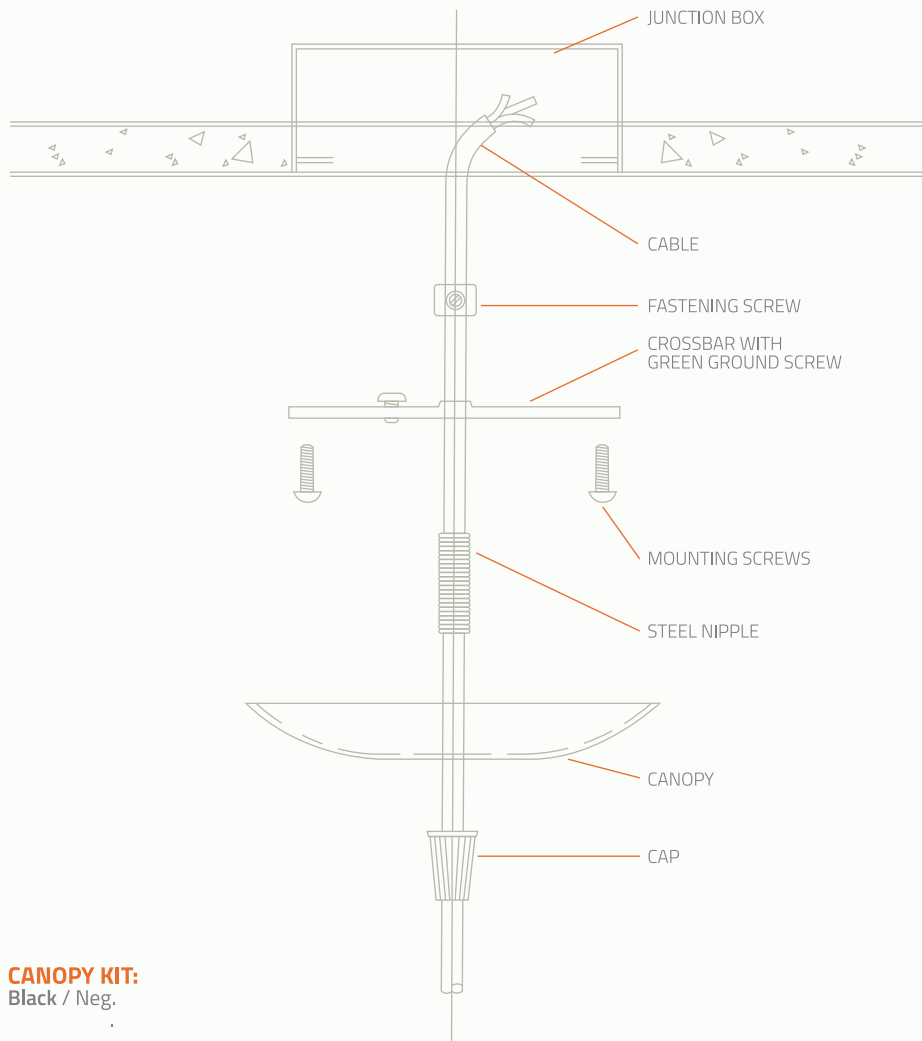 JUNCTION BOX
CABLE
FASTENING SCREW
CROSSBAR WITH
GREEN GROUND SCREW
MOUNTING SCREWS
STEEL NIPPLE
CANOPY
CAP
CANOPY KIT:
Black / Neg.
.